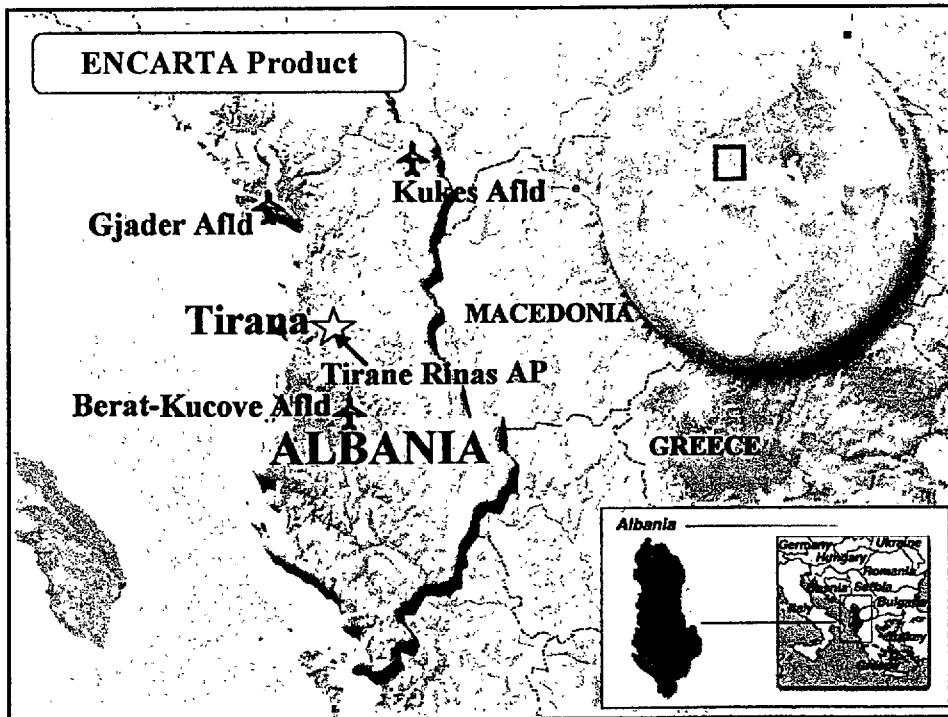 ENCARTA Product
Kukes Afld
Gjader Afld
Tirana
MACEDONIA
Tirane Rinas AP
Berat-Kucove Afld
ALBANIA
GREECE
Albania
Germany
Ukraine
Hungary
Romania
Serbia
Italy